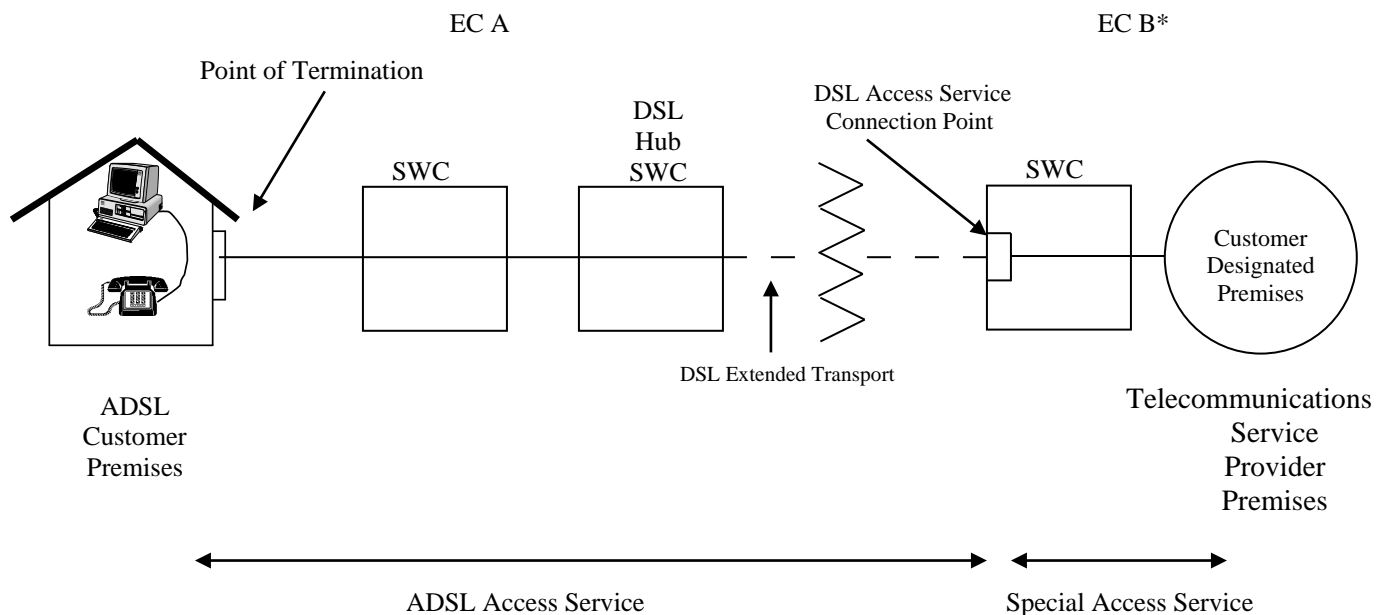 EC A
EC B*
Point of Termination
DSL Access Service
Connection Point
DSL
Hub
SWC
SWC
SWC
Customer
Designated
Premises
DSL Extended Transport
ADSL
Customer
Premises
Telecommunications
Service
Provider
Premises
ADSL Access Service
Special Access Service